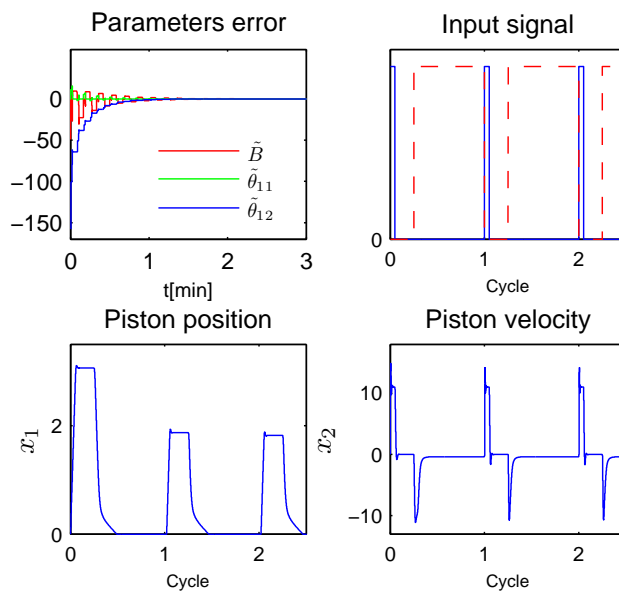 Parameters error
0
−50
−100
−150
B̃
θ̃₁₁
θ̃₁₂
0 1 2 3
t[min]
Input signal
0
0 1 2
Cycle
Piston position
2
0
x₁
0 1 2
Cycle
Piston velocity
10
0
−10
x₂
0 1 2
Cycle